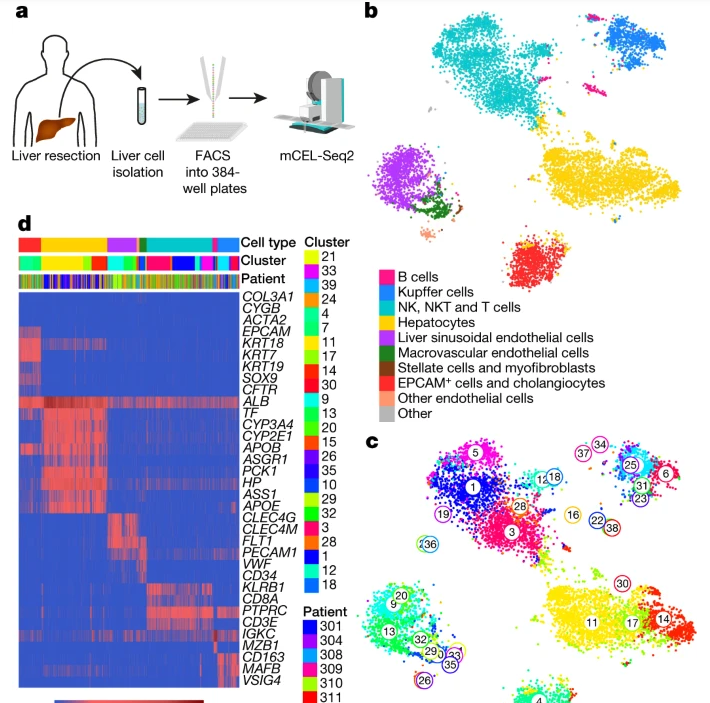 a
Liver resection
Liver cell
isolation
FACS
into 384-
well plates
mCEL-Seq2
b
B cells
Kupffer cells
NK, NKT and T cells
Hepatocytes
Liver sinusoidal endothelial cells
Macrovascular endothelial cells
Stellate cells and myofibroblasts
EPCAM+ cells and cholangiocytes
Other endothelial cells
Other
d
Cell type
Cluster
Patient
COL3A1
CYGB
ACTA2
EPCAM
KRT18
KRT7
KRT19
SOX9
CFTR
ALB
TF
CYP3A4
CYP2E1
APOB
ASGR1
PCK1
HP
ASS1
APOE
CLEC4G
CLEC4M
FLT1
PECAM1
VWF
CD34
KLRB1
CD8A
PTPRC
CD3E
IGKC
MZB1
CD163
MAFB
VSIG4
Cluster
21
33
39
24
4
7
11
17
14
30
9
13
20
15
26
35
10
29
32
3
28
1
12
18
Patient
301
304
308
309
310
311
c
5
34
37
25
6
1
12
18
31
23
28
19
16
22
38
3
36
30
20
9
11
17
14
13
32
29
33
35
26
4